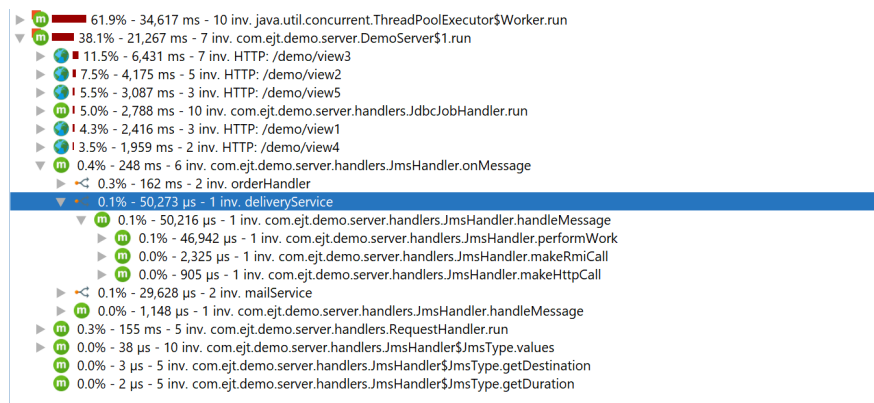 m 61.9% - 34,617 ms - 10 inv. java.util.concurrent.ThreadPoolExecutor$Worker.run
m 38.1% - 21,267 ms - 7 inv. com.ejt.demo.server.DemoServer$1.run
11.5% - 6,431 ms - 7 inv. HTTP: /demo/view3
7.5% - 4,175 ms - 5 inv. HTTP: /demo/view2
5.5% - 3,087 ms - 3 inv. HTTP: /demo/view5
m 5.0% - 2,788 ms - 10 inv. com.ejt.demo.server.handlers.JdbcJobHandler.run
4.3% - 2,416 ms - 3 inv. HTTP: /demo/view1
3.5% - 1,959 ms - 2 inv. HTTP: /demo/view4
m 0.4% - 248 ms - 6 inv. com.ejt.demo.server.handlers.JmsHandler.onMessage
0.3% - 162 ms - 2 inv. orderHandler
0.1% - 50,273 µs - 1 inv. deliveryService
m 0.1% - 50,216 µs - 1 inv. com.ejt.demo.server.handlers.JmsHandler.handleMessage
m 0.1% - 46,942 µs - 1 inv. com.ejt.demo.server.handlers.JmsHandler.performWork
m 0.0% - 2,325 µs - 1 inv. com.ejt.demo.server.handlers.JmsHandler.makeRmiCall
m 0.0% - 905 µs - 1 inv. com.ejt.demo.server.handlers.JmsHandler.makeHttpCall
0.1% - 29,628 µs - 2 inv. mailService
m 0.0% - 1,148 µs - 1 inv. com.ejt.demo.server.handlers.JmsHandler.handleMessage
m 0.3% - 155 ms - 5 inv. com.ejt.demo.server.handlers.RequestHandler.run
m 0.0% - 38 µs - 10 inv. com.ejt.demo.server.handlers.JmsHandler$JmsType.values
m 0.0% - 3 µs - 5 inv. com.ejt.demo.server.handlers.JmsHandler$JmsType.getDestination
m 0.0% - 2 µs - 5 inv. com.ejt.demo.server.handlers.JmsHandler$JmsType.getDuration